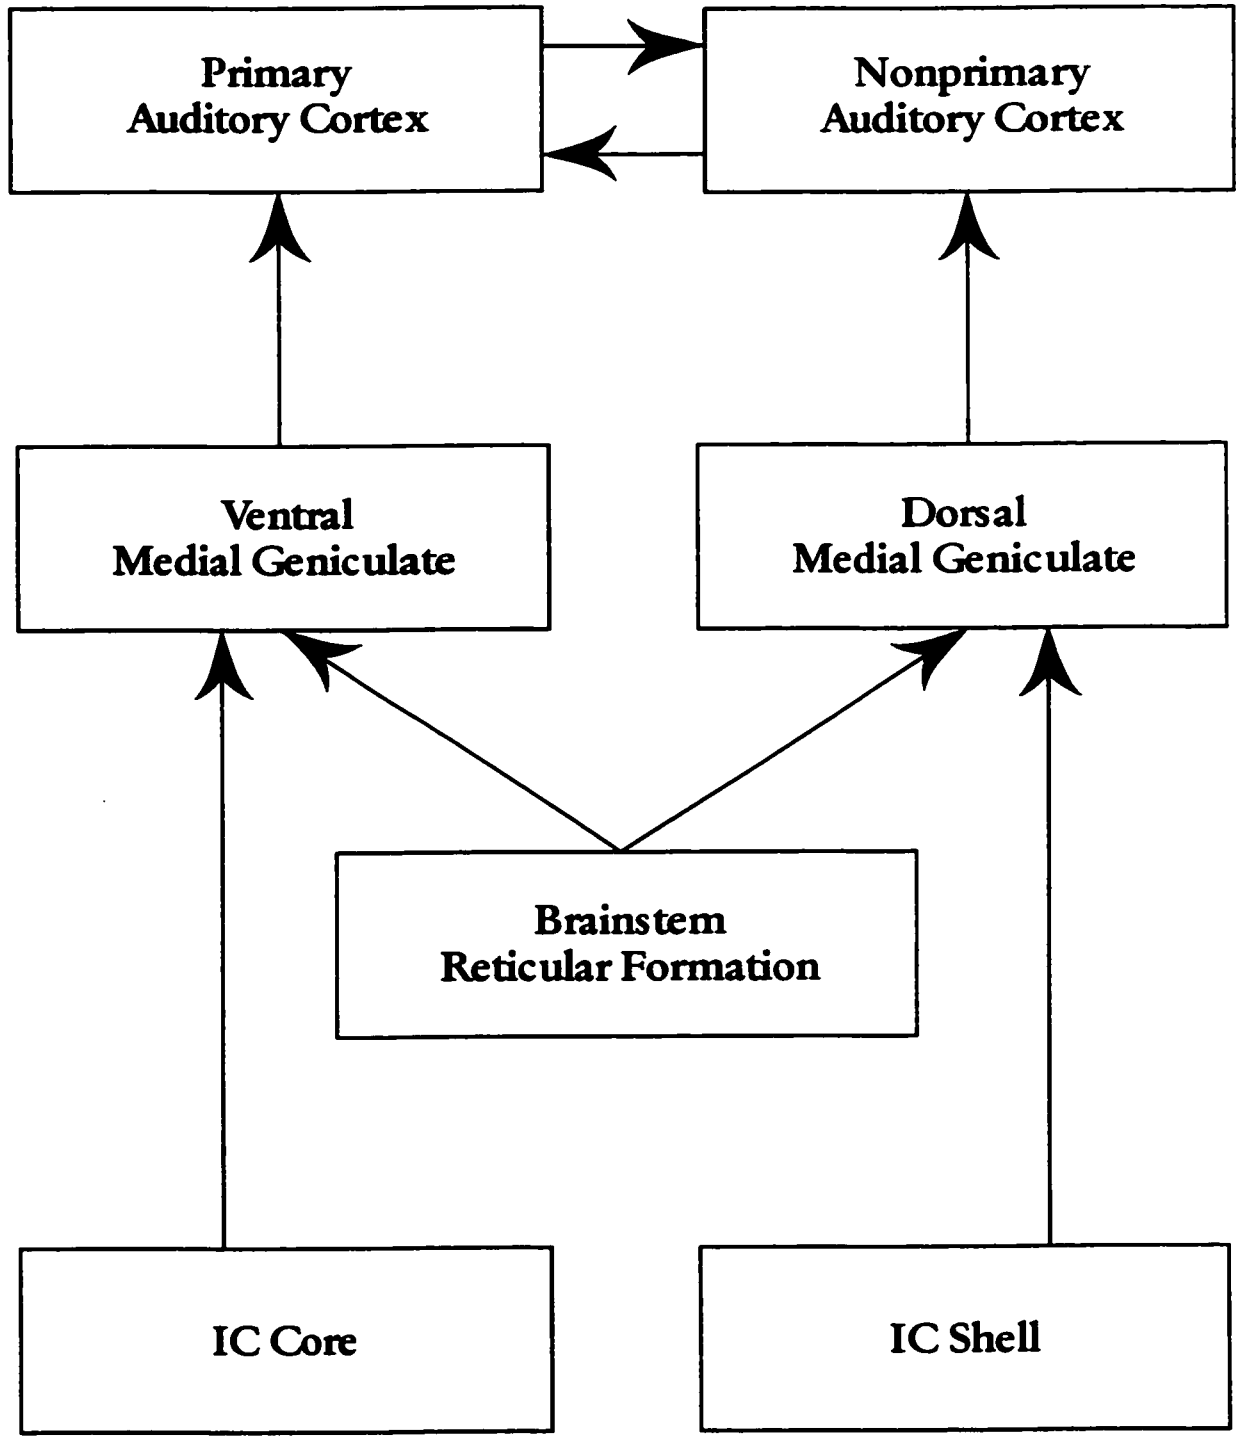 Primary
Auditory Cortex
Nonprimary
Auditory Cortex
Ventral
Medial Geniculate
Dorsal
Medial Geniculate
Brainstem
Reticular Formation
IC Core
IC Shell